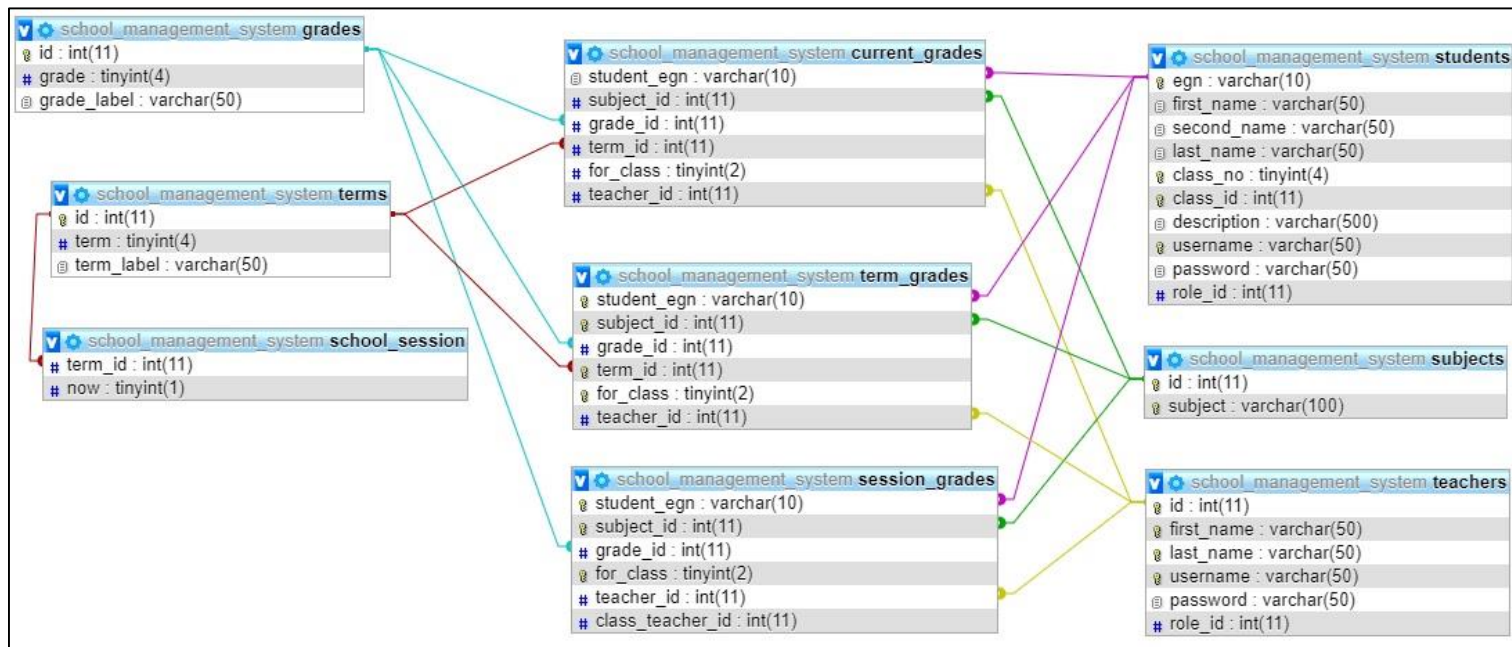 school_management_system grades
id : int(11)
grade : tinyint(4)
grade_label : varchar(50)
school_management_system terms
id : int(11)
term : tinyint(4)
term_label : varchar(50)
school_management_system school_session
term_id : int(11)
now : tinyint(1)
school_management_system current_grades
student_egn : varchar(10)
subject_id : int(11)
grade_id : int(11)
term_id : int(11)
for_class : tinyint(2)
teacher_id : int(11)
school_management_system term_grades
student_egn : varchar(10)
subject_id : int(11)
grade_id : int(11)
term_id : int(11)
for_class : tinyint(2)
teacher_id : int(11)
school_management_system session_grades
student_egn : varchar(10)
subject_id : int(11)
grade_id : int(11)
for_class : tinyint(2)
teacher_id : int(11)
class_teacher_id : int(11)
school_management_system students
egn : varchar(10)
first_name : varchar(50)
second_name : varchar(50)
last_name : varchar(50)
class_no : tinyint(4)
class_id : int(11)
description : varchar(500)
username : varchar(50)
password : varchar(50)
role_id : int(11)
school_management_system subjects
id : int(11)
subject : varchar(100)
school_management_system teachers
id : int(11)
first_name : varchar(50)
last_name : varchar(50)
username : varchar(50)
password : varchar(50)
role_id : int(11)